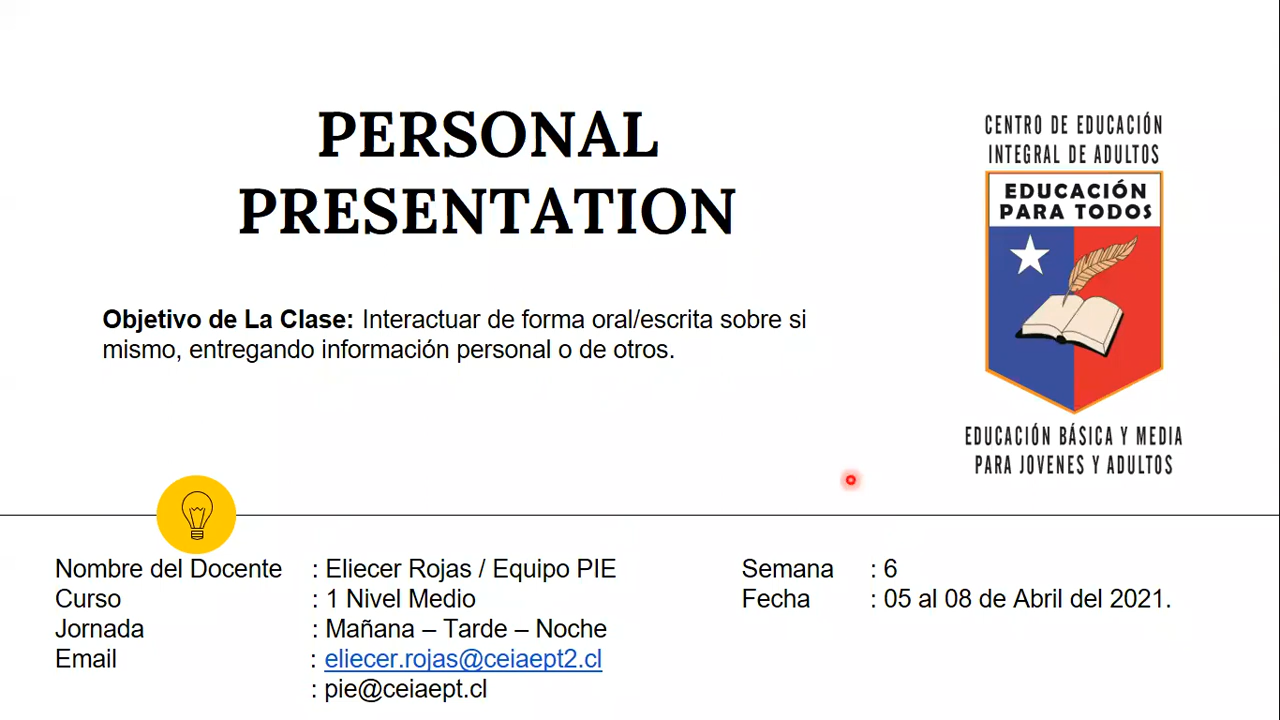 PERSONAL
PRESENTATION
Objetivo de La Clase: Interactuar de forma oral/escrita sobre si
mismo, entregando información personal o de otros.
CENTRO DE EDUCACIÓN
INTEGRAL DE ADULTOS
EDUCACIÓN
PARA TODOS
EDUCACIÓN BÁSICA Y MEDIA
PARA JOVENES Y ADULTOS
Nombre del Docente : Eliecer Rojas / Equipo PIE
Curso : 1 Nivel Medio
Jornada : Mañana – Tarde – Noche
Email : eliecer.rojas@ceiaept2.cl
: pie@ceiaept.cl
Semana : 6
Fecha : 05 al 08 de Abril del 2021.